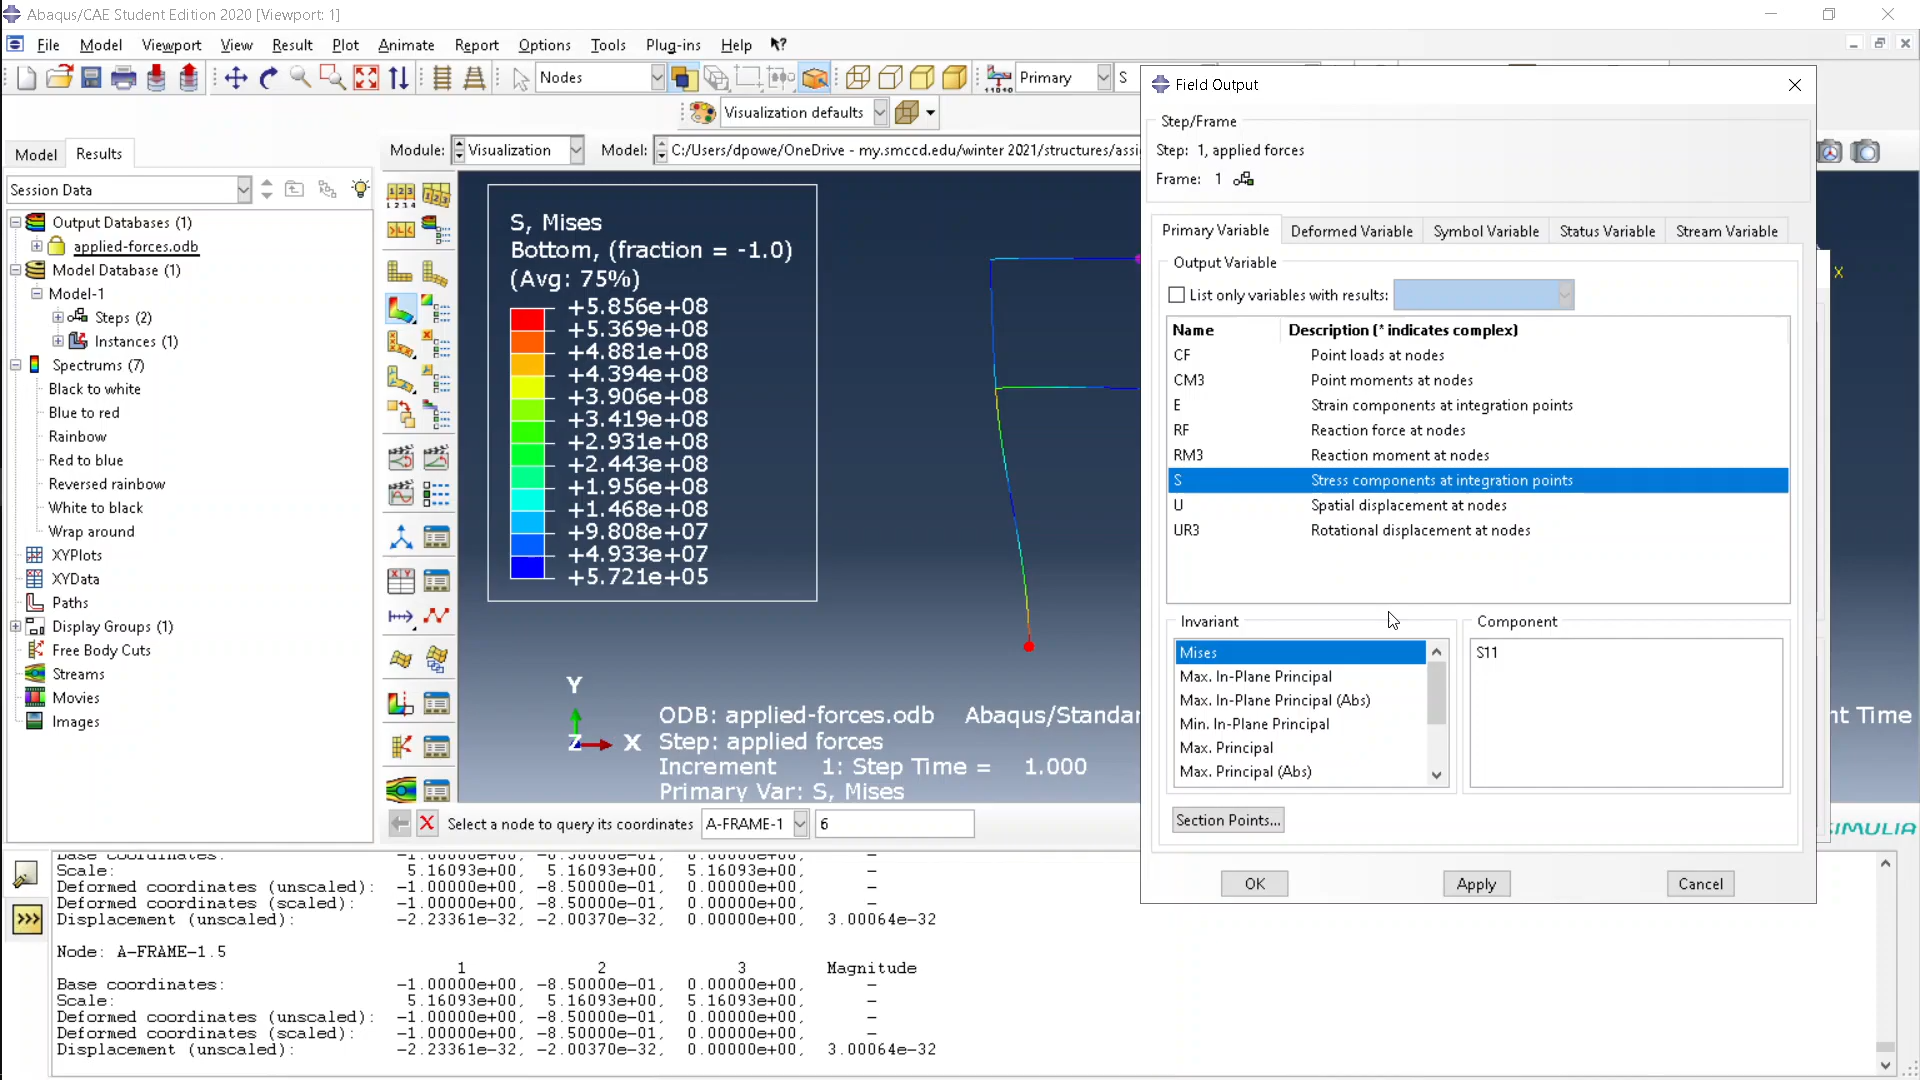 Abaqus/CAE Student Edition 2020 [Viewport: 1]
File Model Viewport View Result Plot Animate Report Options Tools Plug-ins Help
Nodes
Primary
S
Visualization defaults
Model Results
Module: Visualization Model: C:/Users/dpowe/OneDrive - my.smccd.edu/winter 2021/structures/assi
Session Data
Output Databases (1)
applied-forces.odb
Model Database (1)
Model-1
Steps (2)
Instances (1)
Spectrums (7)
Black to white
Blue to red
Rainbow
Red to blue
Reversed rainbow
White to black
Wrap around
XYPlots
XYData
Paths
Display Groups (1)
Free Body Cuts
Streams
Movies
Images
S, Mises
Bottom, (fraction = -1.0)
(Avg: 75%)
+5.856e+08
+5.369e+08
+4.881e+08
+4.394e+08
+3.906e+08
+3.419e+08
+2.931e+08
+2.443e+08
+1.956e+08
+1.468e+08
+9.808e+07
+4.933e+07
+5.721e+05
Y
Z X
ODB: applied-forces.odb Abaqus/Standar
Step: applied forces
Increment 1: Step Time = 1.000
Primary Var: S, Mises
nt Time
X
Select a node to query its coordinates A-FRAME-1 6
Field Output
Step/Frame
Step: 1, applied forces
Frame: 1
Primary Variable Deformed Variable Symbol Variable Status Variable Stream Variable
Output Variable
List only variables with results:
Name Description (* indicates complex)
CF Point loads at nodes
CM3 Point moments at nodes
E Strain components at integration points
RF Reaction force at nodes
RM3 Reaction moment at nodes
S Stress components at integration points
U Spatial displacement at nodes
UR3 Rotational displacement at nodes
Invariant
Mises
Max. In-Plane Principal
Max. In-Plane Principal (Abs)
Min. In-Plane Principal
Max. Principal
Max. Principal (Abs)
Component
S11
Section Points...
OK Apply Cancel
SIMULIA
Base coordinates: -1.00000e+00, -8.50000e-01, 0.00000e+00, -
Scale: 5.16093e+00, 5.16093e+00, 5.16093e+00, -
Deformed coordinates (unscaled): -1.00000e+00, -8.50000e-01, 0.00000e+00, -
Deformed coordinates (scaled): -1.00000e+00, -8.50000e-01, 0.00000e+00, -
Displacement (unscaled): -2.23361e-32, -2.00370e-32, 0.00000e+00, 3.00064e-32
Node: A-FRAME-1.5
1 2 3 Magnitude
Base coordinates: -1.00000e+00, -8.50000e-01, 0.00000e+00, -
Scale: 5.16093e+00, 5.16093e+00, 5.16093e+00, -
Deformed coordinates (unscaled): -1.00000e+00, -8.50000e-01, 0.00000e+00, -
Deformed coordinates (scaled): -1.00000e+00, -8.50000e-01, 0.00000e+00, -
Displacement (unscaled): -2.23361e-32, -2.00370e-32, 0.00000e+00, 3.00064e-32